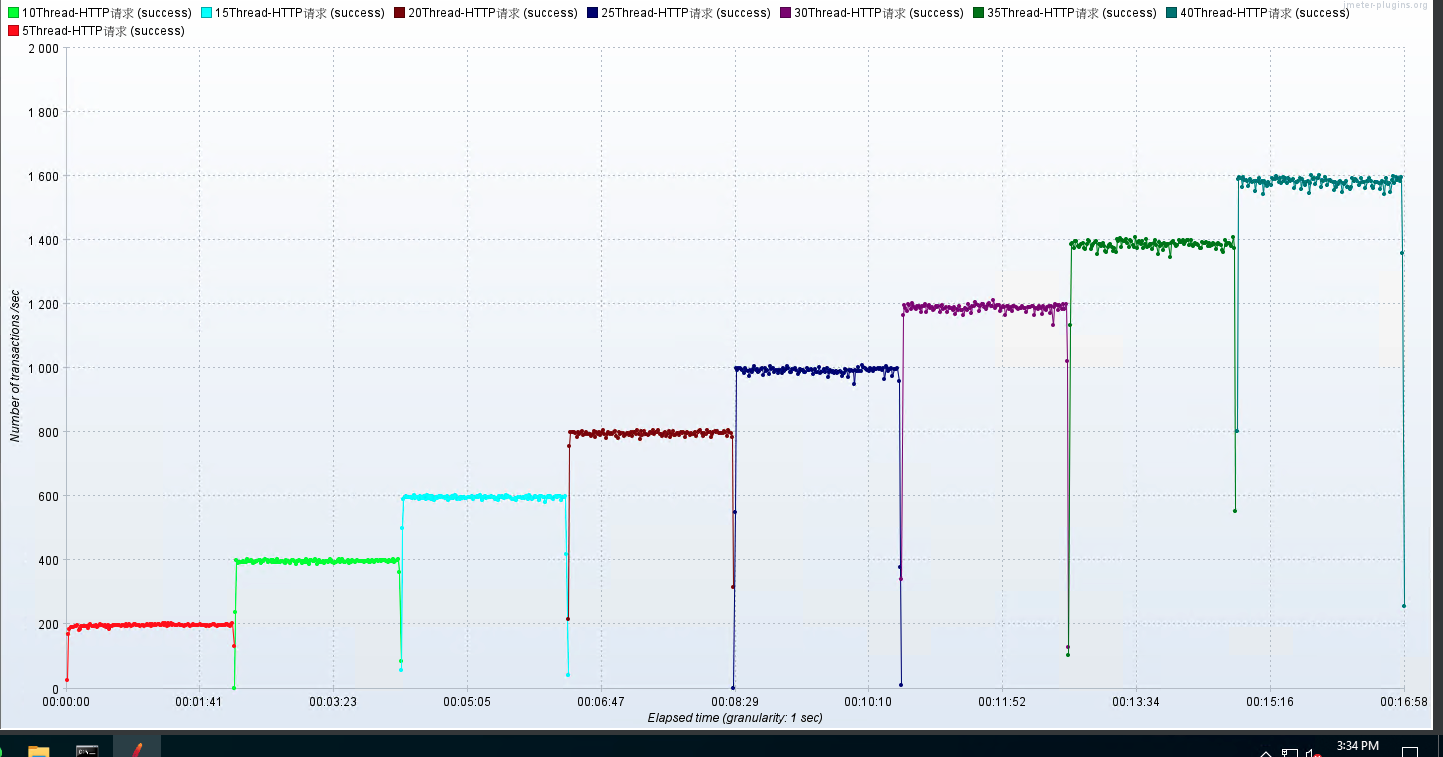 jmeter-plugins.org
10Thread-HTTP请求 (success) 15Thread-HTTP请求 (success) 20Thread-HTTP请求 (success) 25Thread-HTTP请求 (success) 30Thread-HTTP请求 (success) 35Thread-HTTP请求 (success) 40Thread-HTTP请求 (success)
5Thread-HTTP请求 (success)
2 000
1 800
1 600
1 400
1 200
1 000
800
600
400
200
0
Number of transactions /sec
00:00:00 00:01:41 00:03:23 00:05:05 00:06:47 00:08:29 00:10:10 00:11:52 00:13:34 00:15:16 00:16:58
Elapsed time (granularity: 1 sec)
3:34 PM